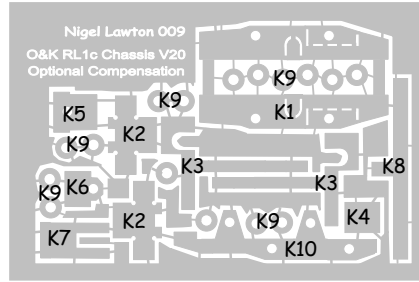 Nigel Lawton 009
O&K RL1c Chassis V20
Optional Compensation
K9
K9
K5
K1
K2
K9
K3
K3
K8
K6
K9
K4
K2
K9
K7
K10